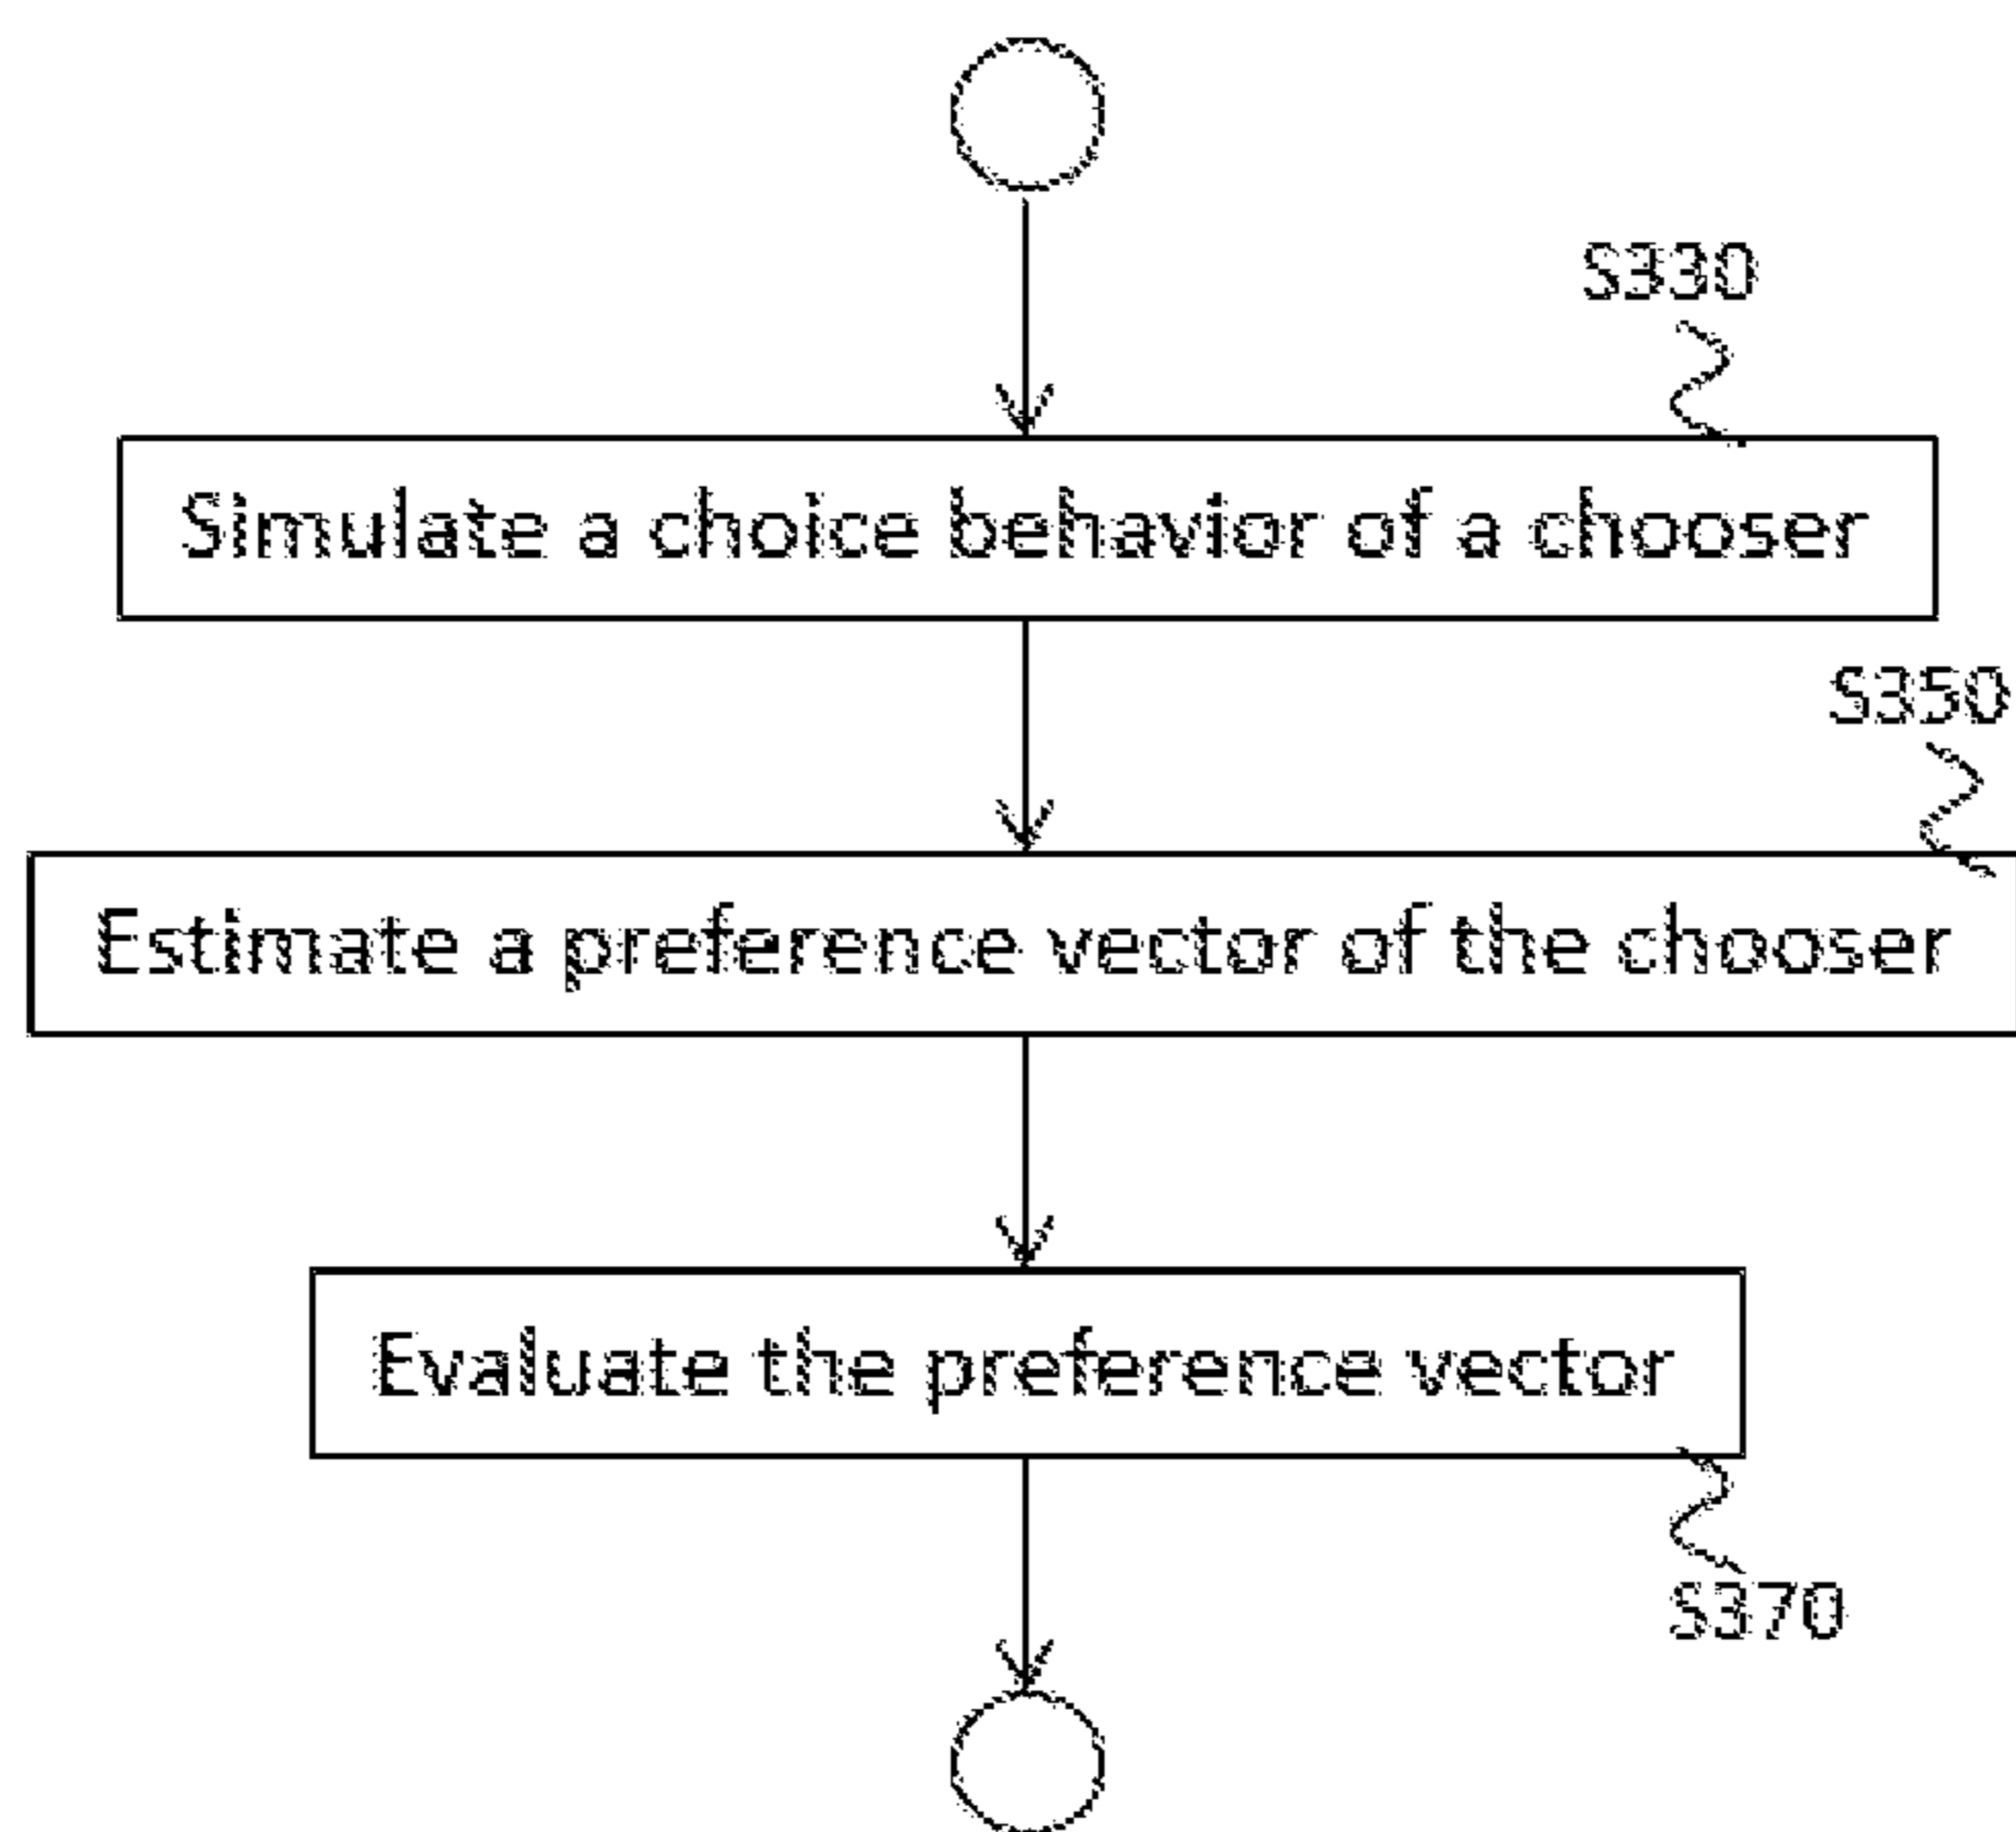 S330
Simulate a choice behavior of a chooser
S350
Estimate a preference vector of the chooser
Evaluate the preference vector
S370